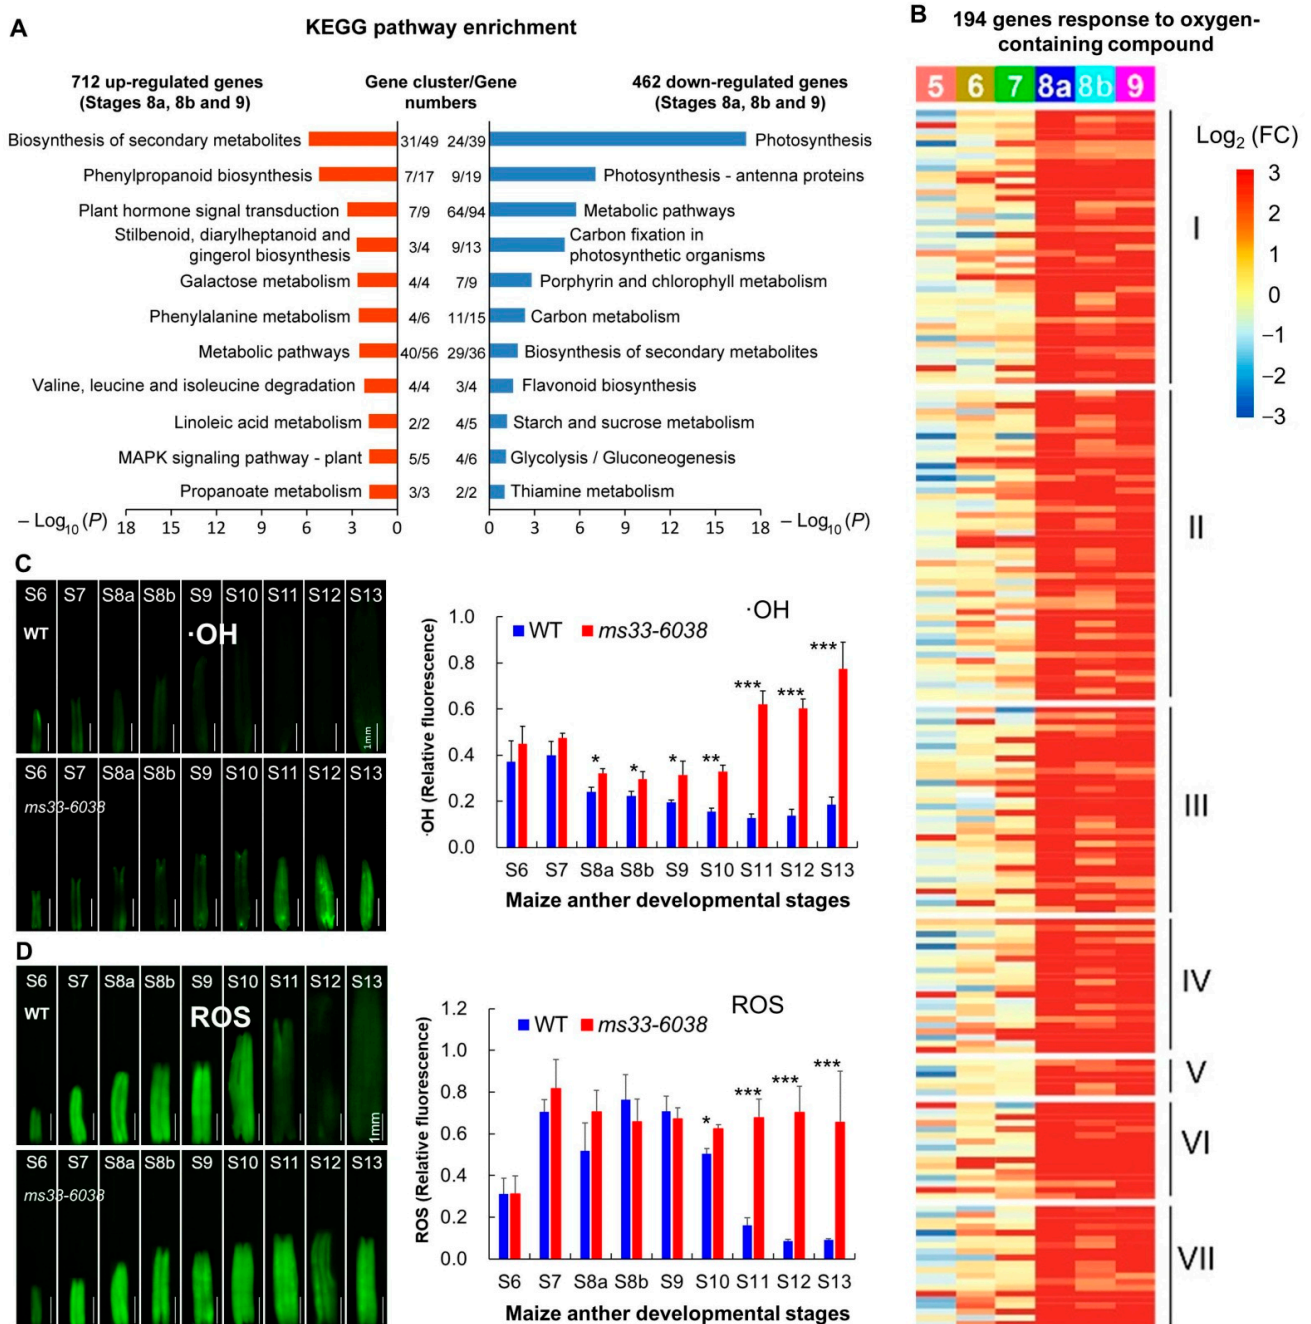 A
KEGG pathway enrichment
712 up-regulated genes
(Stages 8a, 8b and 9)
Gene cluster/Gene
numbers
462 down-regulated genes
(Stages 8a, 8b and 9)
Biosynthesis of secondary metabolites 31/49 24/39 Photosynthesis
Phenylpropanoid biosynthesis 7/17 9/19 Photosynthesis - antenna proteins
Plant hormone signal transduction 7/9 64/94 Metabolic pathways
Stilbenoid, diarylheptanoid and
gingerol biosynthesis 3/4 9/13 Carbon fixation in
photosynthetic organisms
Galactose metabolism 4/4 7/9 Porphyrin and chlorophyll metabolism
Phenylalanine metabolism 4/6 11/15 Carbon metabolism
Metabolic pathways 40/56 29/36 Biosynthesis of secondary metabolites
Valine, leucine and isoleucine degradation 4/4 3/4 Flavonoid biosynthesis
Linoleic acid metabolism 2/2 4/5 Starch and sucrose metabolism
MAPK signaling pathway - plant 5/5 4/6 Glycolysis / Gluconeogenesis
Propanoate metabolism 3/3 2/2 Thiamine metabolism
– Log10 (P) 18 15 12 9 6 3 0 0 3 6 9 12 15 18 – Log10 (P)
B
194 genes response to oxygen-
containing compound
5 6 7 8a 8b 9
Log2 (FC)
3
2
1
0
–1
–2
–3
I
II
III
IV
V
VI
VII
C
S6 S7 S8a S8b S9 S10 S11 S12 S13
WT
·OH
1mm
S6 S7 S8a S8b S9 S10 S11 S12 S13
ms33-6038
·OH
WT ms33-6038
·OH (Relative fluorescence)
1.0
0.8
0.6
0.4
0.2
0.0
* * * ** *** *** ***
S6 S7 S8a S8b S9 S10 S11 S12 S13
Maize anther developmental stages
D
S6 S7 S8a S8b S9 S10 S11 S12 S13
WT
ROS
1mm
S6 S7 S8a S8b S9 S10 S11 S12 S13
ms33-6038
ROS
WT ms33-6038
ROS (Relative fluorescence)
1.2
1.0
0.8
0.6
0.4
0.2
0.0
* *** *** ***
S6 S7 S8a S8b S9 S10 S11 S12 S13
Maize anther developmental stages